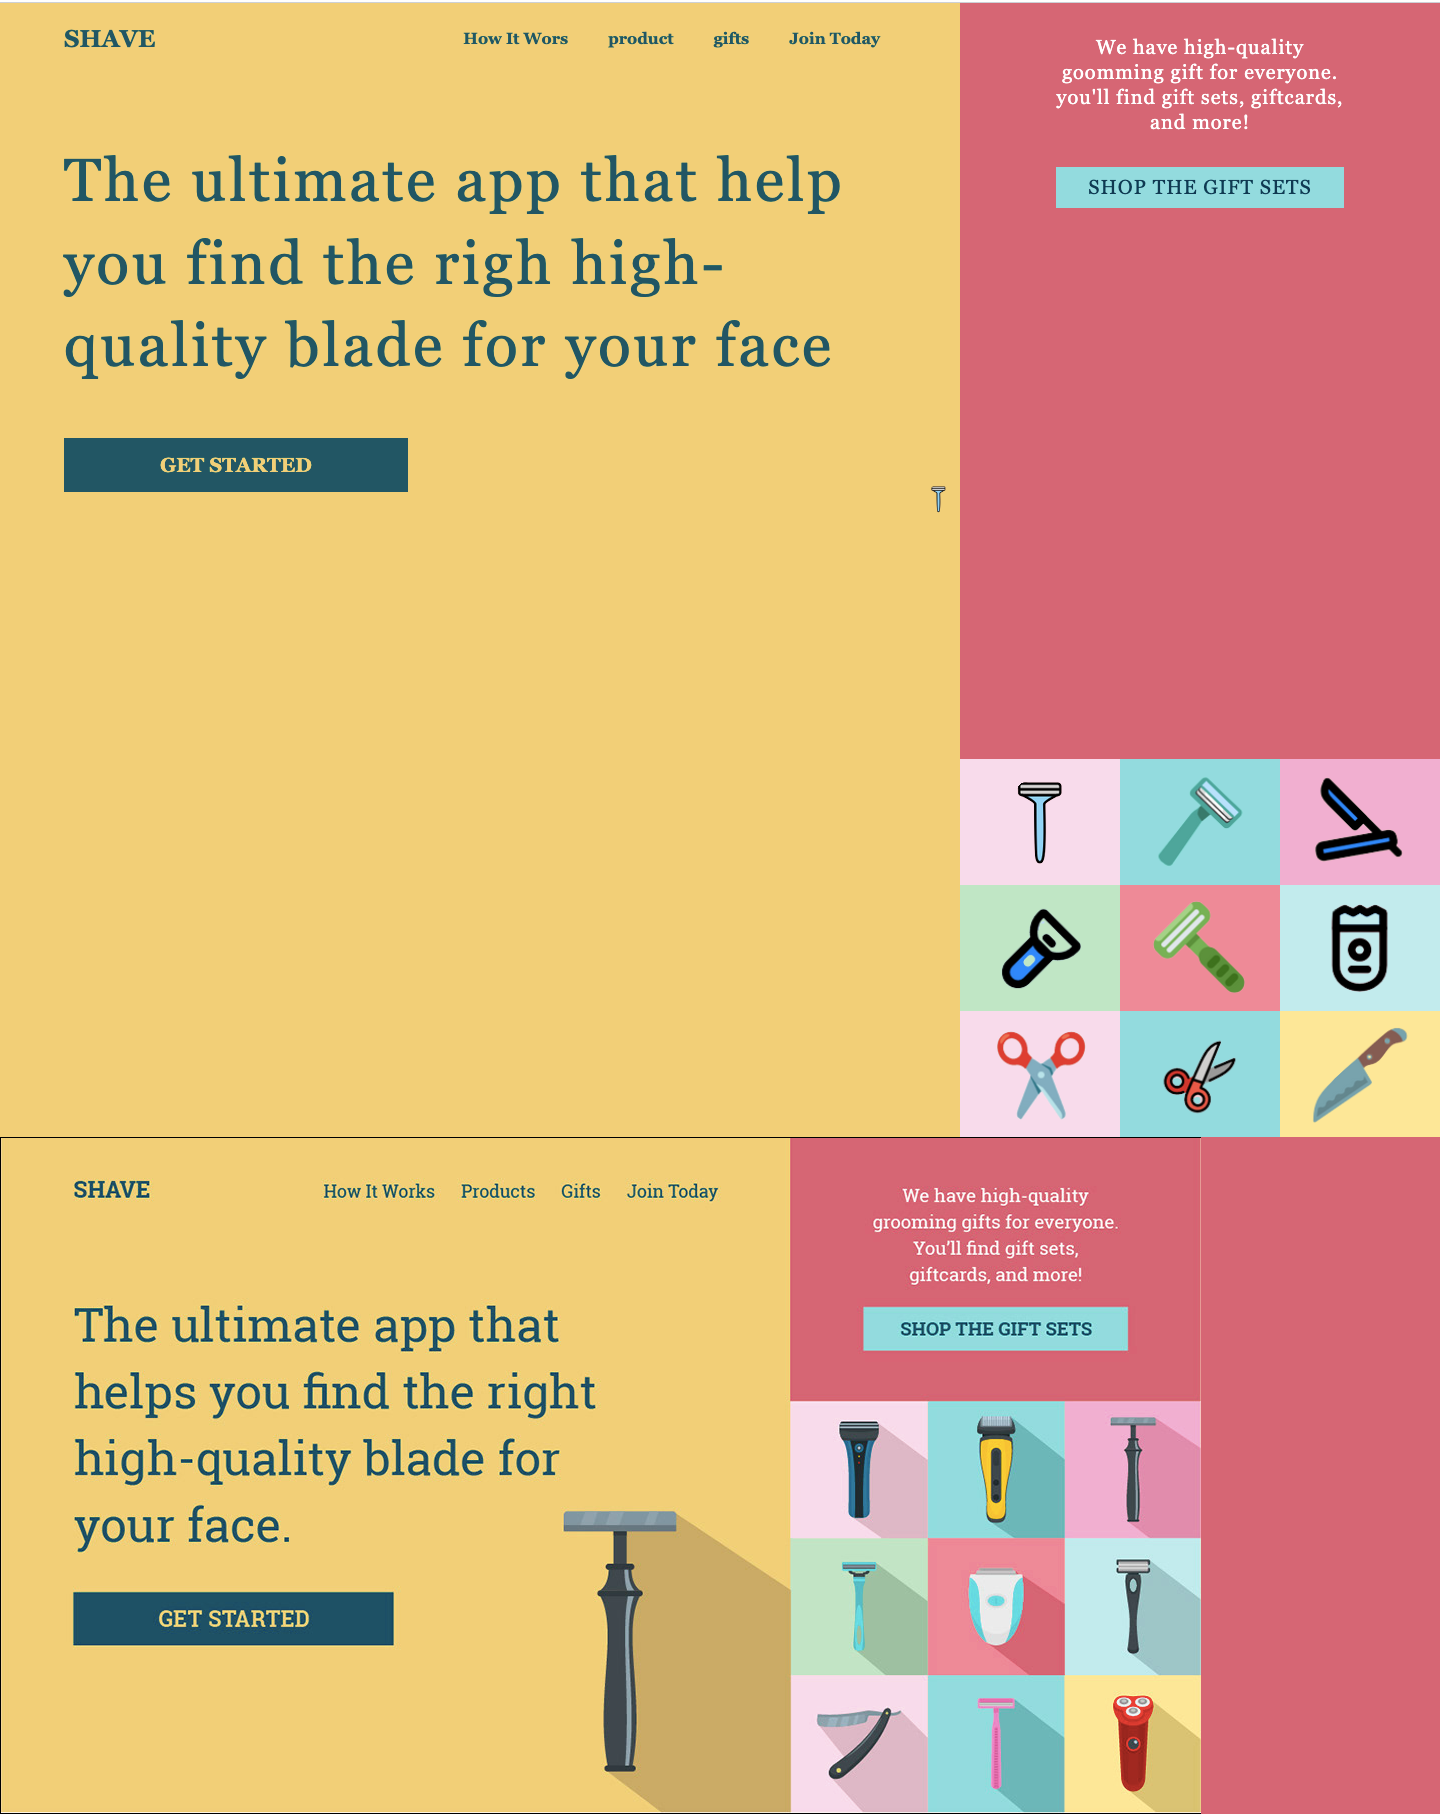 SHAVE
How It Wors product gifts Join Today
The ultimate app that help
you find the righ high-
quality blade for your face
GET STARTED
We have high-quality
goomming gift for everyone.
you'll find gift sets, giftcards,
and more!
SHOP THE GIFT SETS
SHAVE
How It Works Products Gifts Join Today
The ultimate app that
helps you find the right
high-quality blade for
your face.
GET STARTED
We have high-quality
grooming gifts for everyone.
You’ll find gift sets,
giftcards, and more!
SHOP THE GIFT SETS